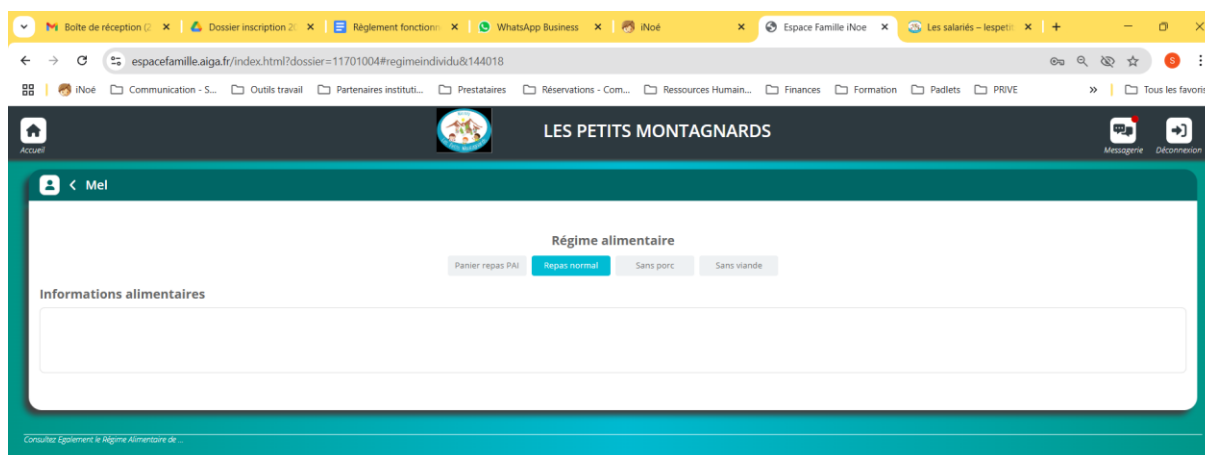 Boîte de réception (2
Dossier inscription 20
Règlement fonctionn
WhatsApp Business
iNoé
Espace Famille iNoe
Les salariés – lespetit
espacefamille.aiga.fr/index.html?dossier=11701004#regimeindividu&144018
S
iNoé
Communication - S...
Outils travail
Partenaires instituti...
Prestataires
Réservations - Com...
Ressources Humain...
Finances
Formation
Padlets
PRIVE
Tous les favoris
Accueil
LES PETITS MONTAGNARDS
Messagerie
Déconnexion
Mel
Régime alimentaire
Panier repas PAI
Repas normal
Sans porc
Sans viande
Informations alimentaires
Consultez Egalement le Régime Alimentaire de ...